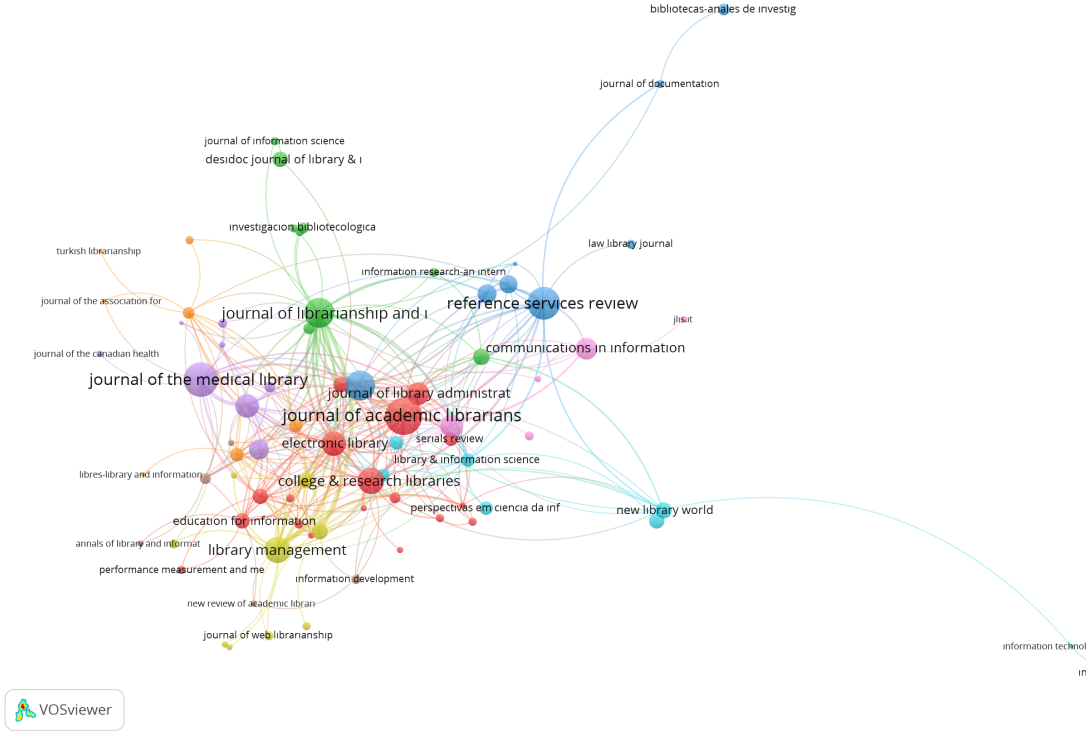 bibliotecas-anales de investig
journal of documentation
journal of information science
desidoc journal of library & i
investigacion bibliotecologica
law library journal
turkish librarianship
information research-an intern
journal of the association for
reference services review
journal of librarianship and i
jlis.it
communications in information
journal of the canadian health
journal of the medical library
journal of library administrat
journal of academic librarians
serials review
electronic library
library & information science
libres-library and information
college & research libraries
perspectivas em ciencia da inf
new library world
education for information
annals of library and informat
library management
performance measurement and me
information development
new review of academic librari
journal of web librarianship
information technol
in
VOSviewer